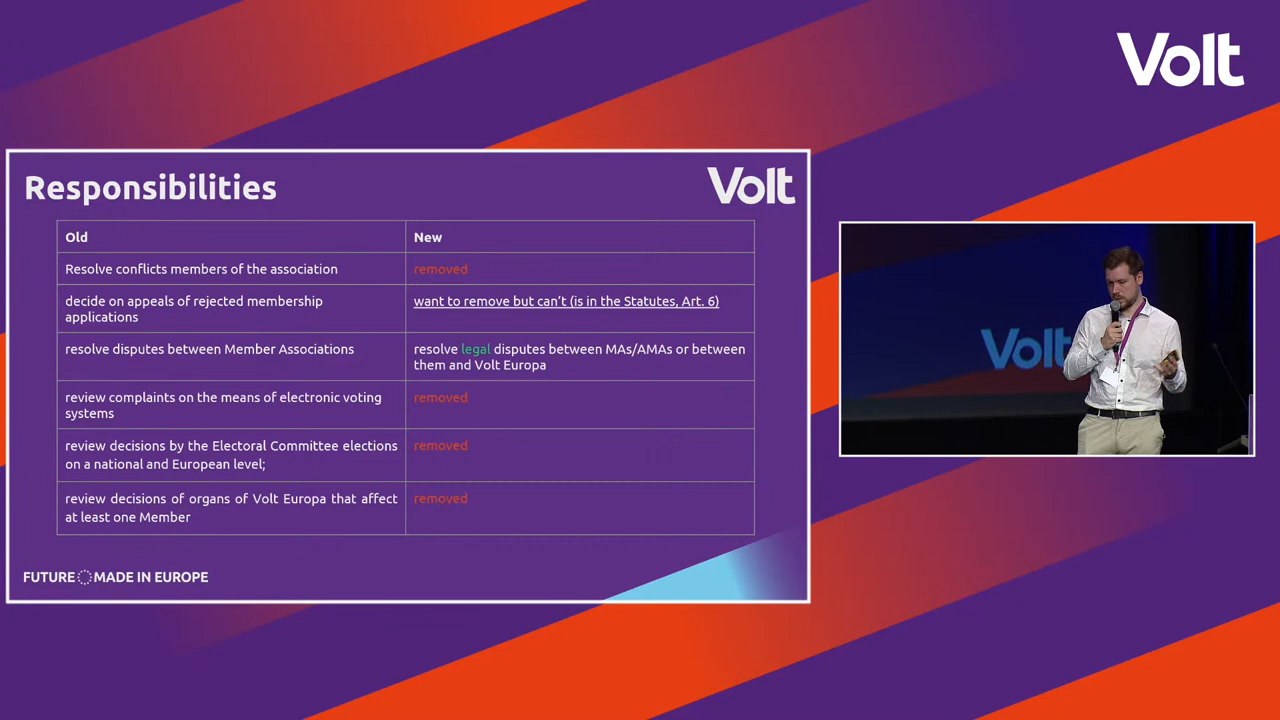 Volt
Responsibilities
Volt
Old
New
Resolve conflicts members of the association
removed
decide on appeals of rejected membership
applications
want to remove but can't (is in the Statutes, Art. 6)
resolve disputes between Member Associations
resolve legal disputes between MAs/AMAs or between
them and Volt Europa
review complaints on the means of electronic voting
systems
removed
review decisions by the Electoral Committee elections
on a national and European level;
removed
review decisions of organs of Volt Europa that affect
at least one Member
removed
FUTURE MADE IN EUROPE
Volt